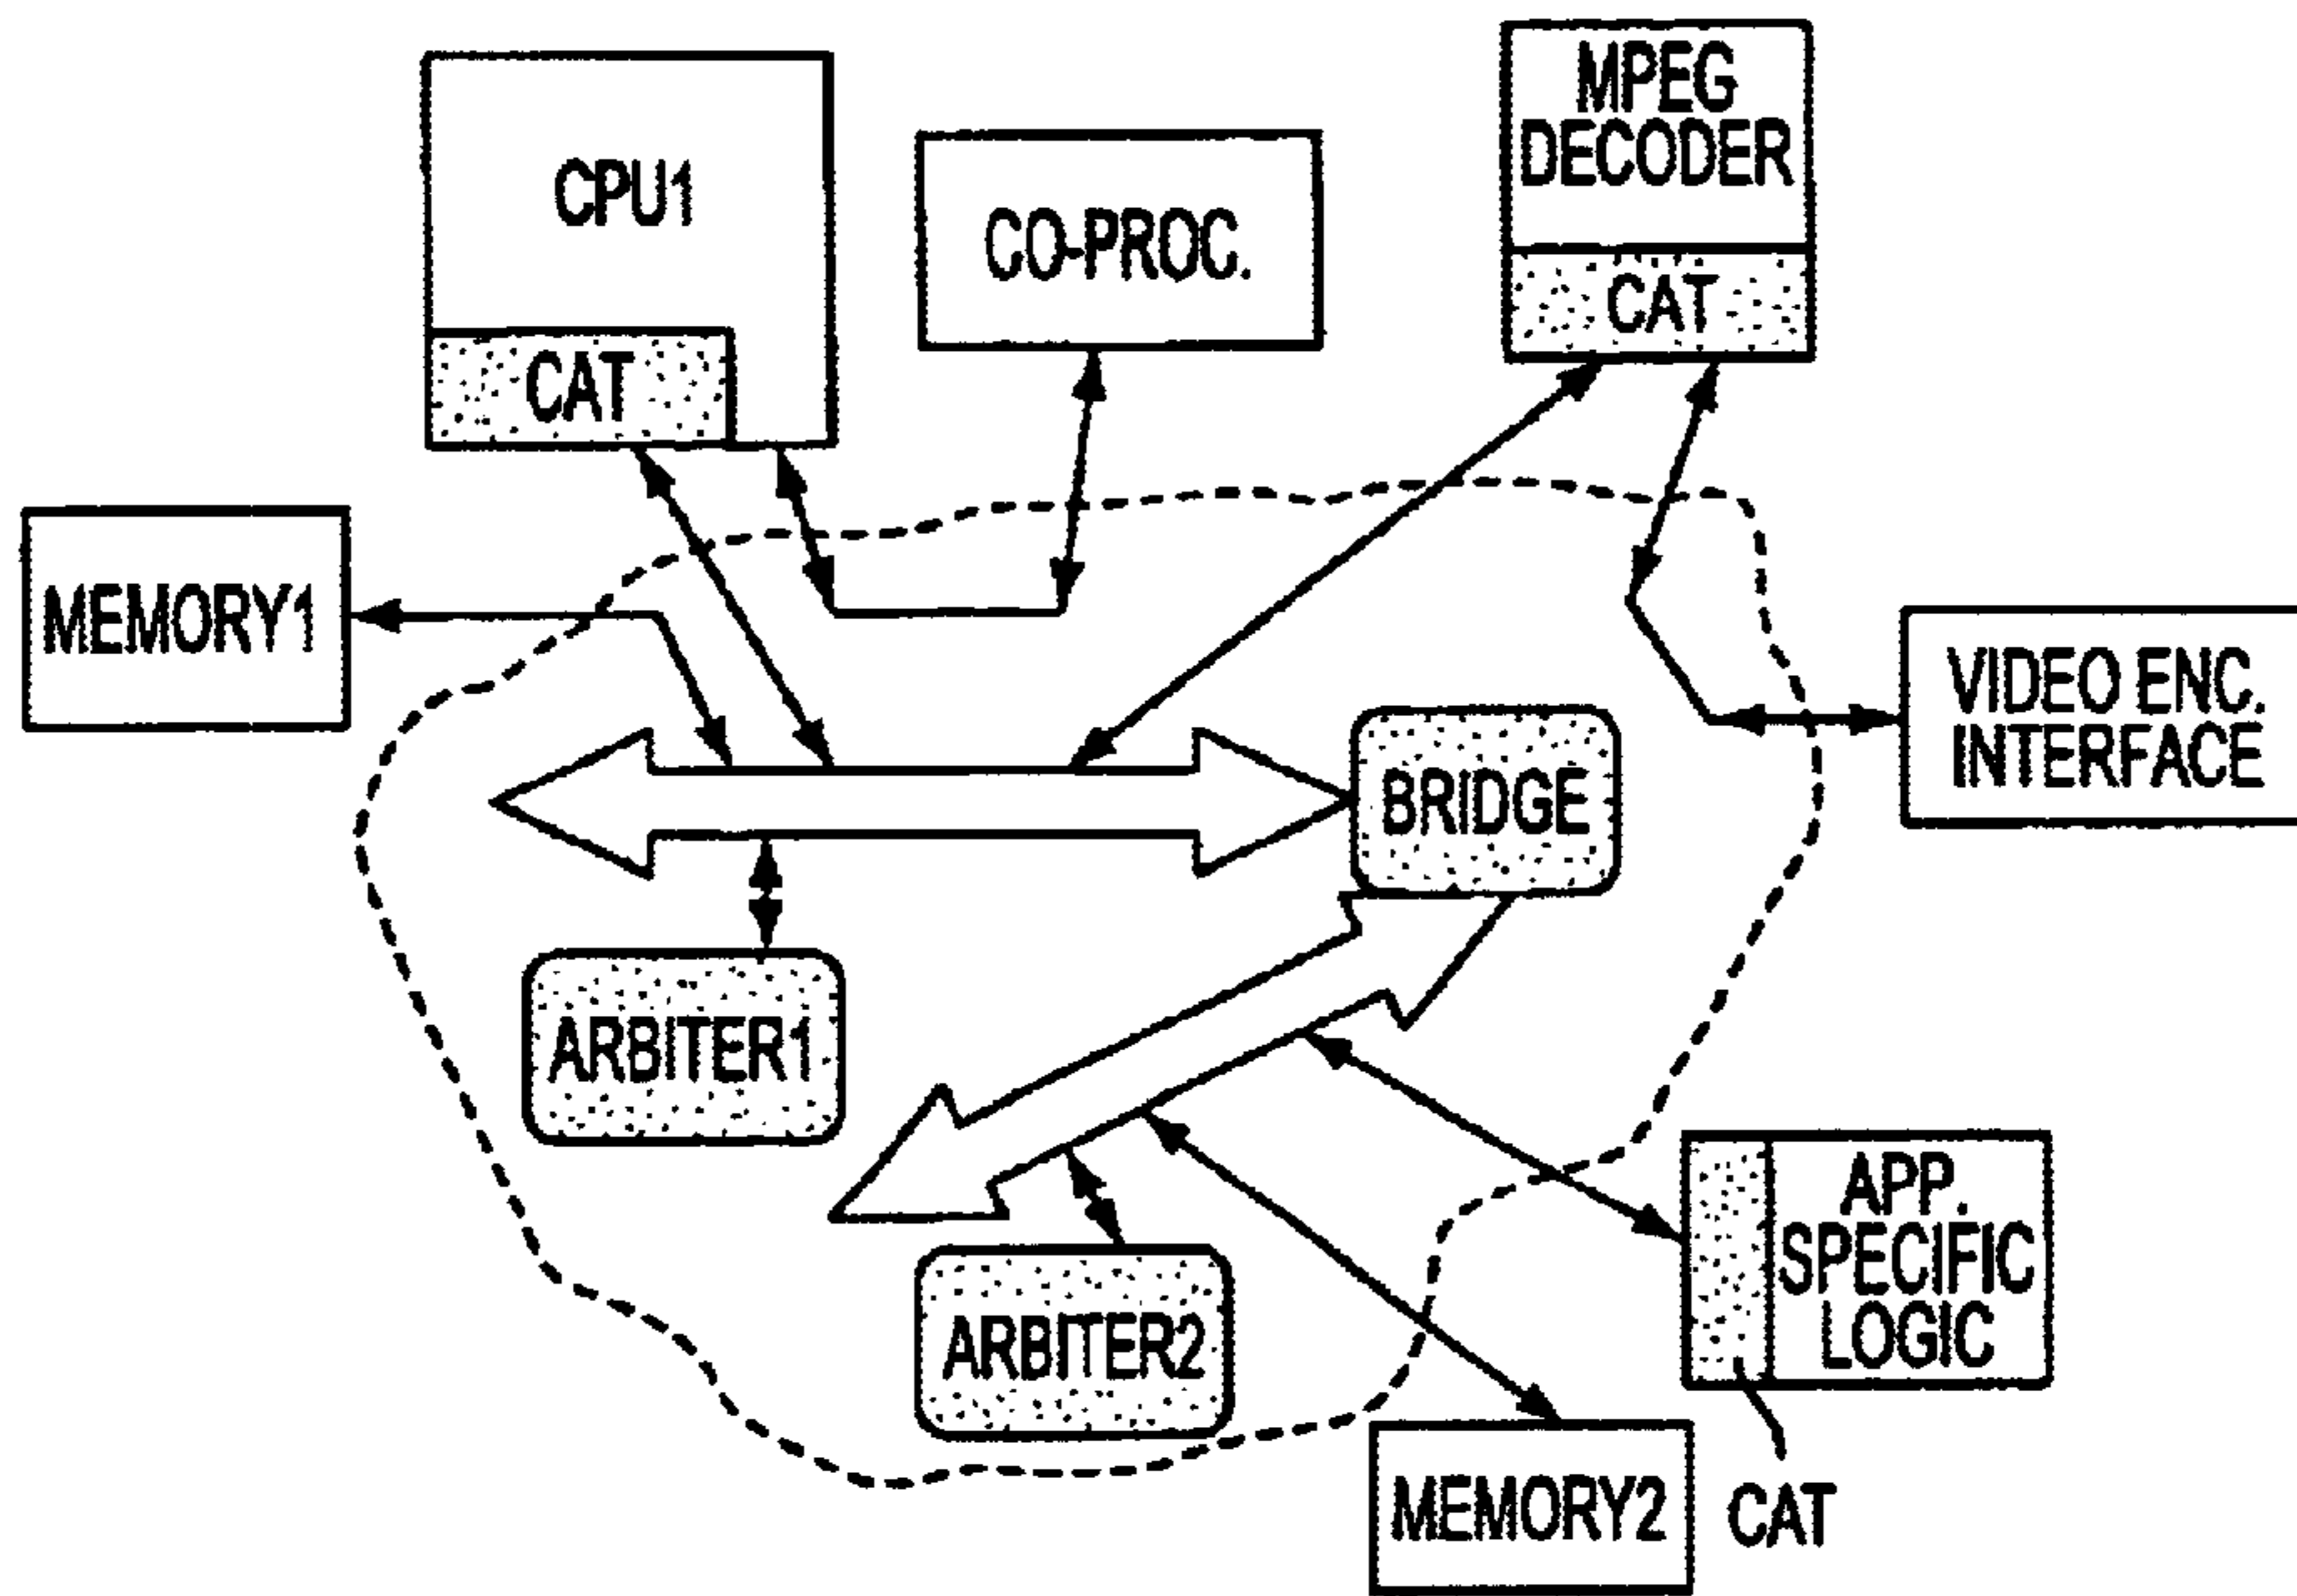 MPEG
DECODER
CAT
CPU1
CAT
CO-PROC.
MEMORY1
VIDEO ENC.
INTERFACE
BRIDGE
ARBITER1
ARBITER2
APP.
SPECIFIC
LOGIC
MEMORY2
CAT